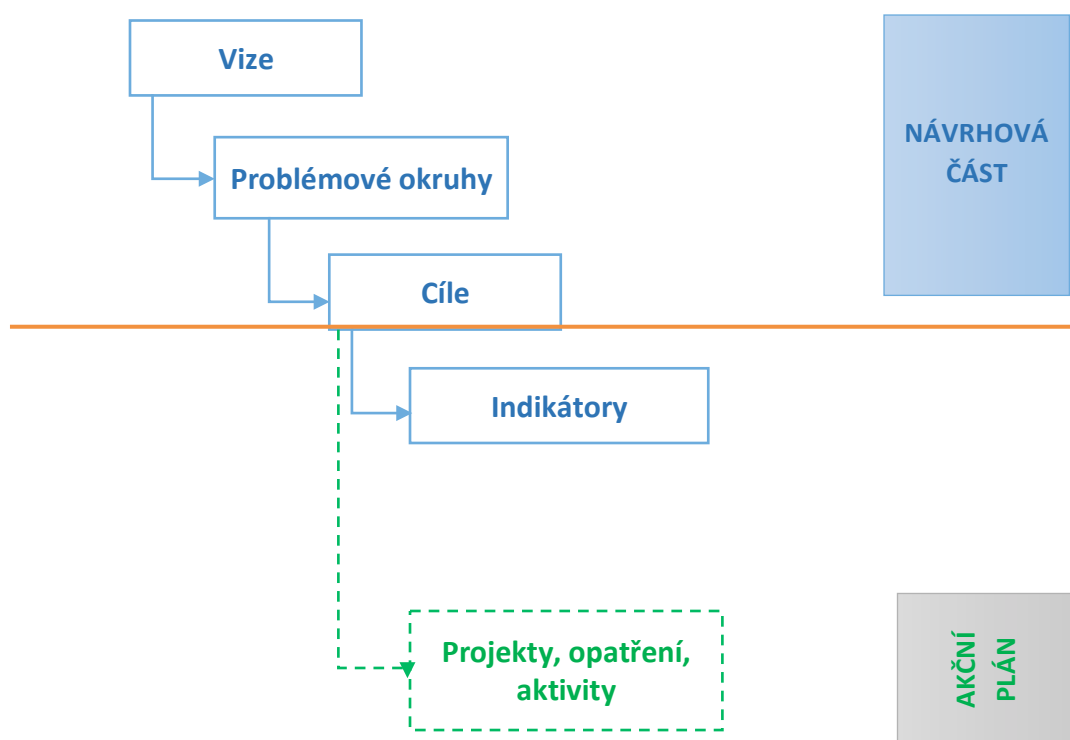 Vize
NÁVRHOVÁ
ČÁST
Problémové okruhy
Cíle
Indikátory
Projekty, opatření,
aktivity
AKČNÍ
PLÁN